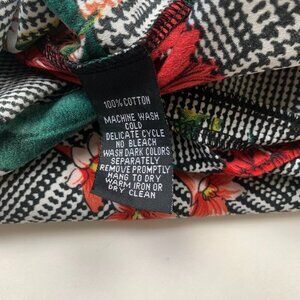 100% COTTON
MACHINE WASH
COLD
DELICATE CYCLE
NO BLEACH
WASH DARK COLORS
SEPARATELY
REMOVE PROMPTLY
HANG TO DRY
WARM IRON OR
DRY CLEAN